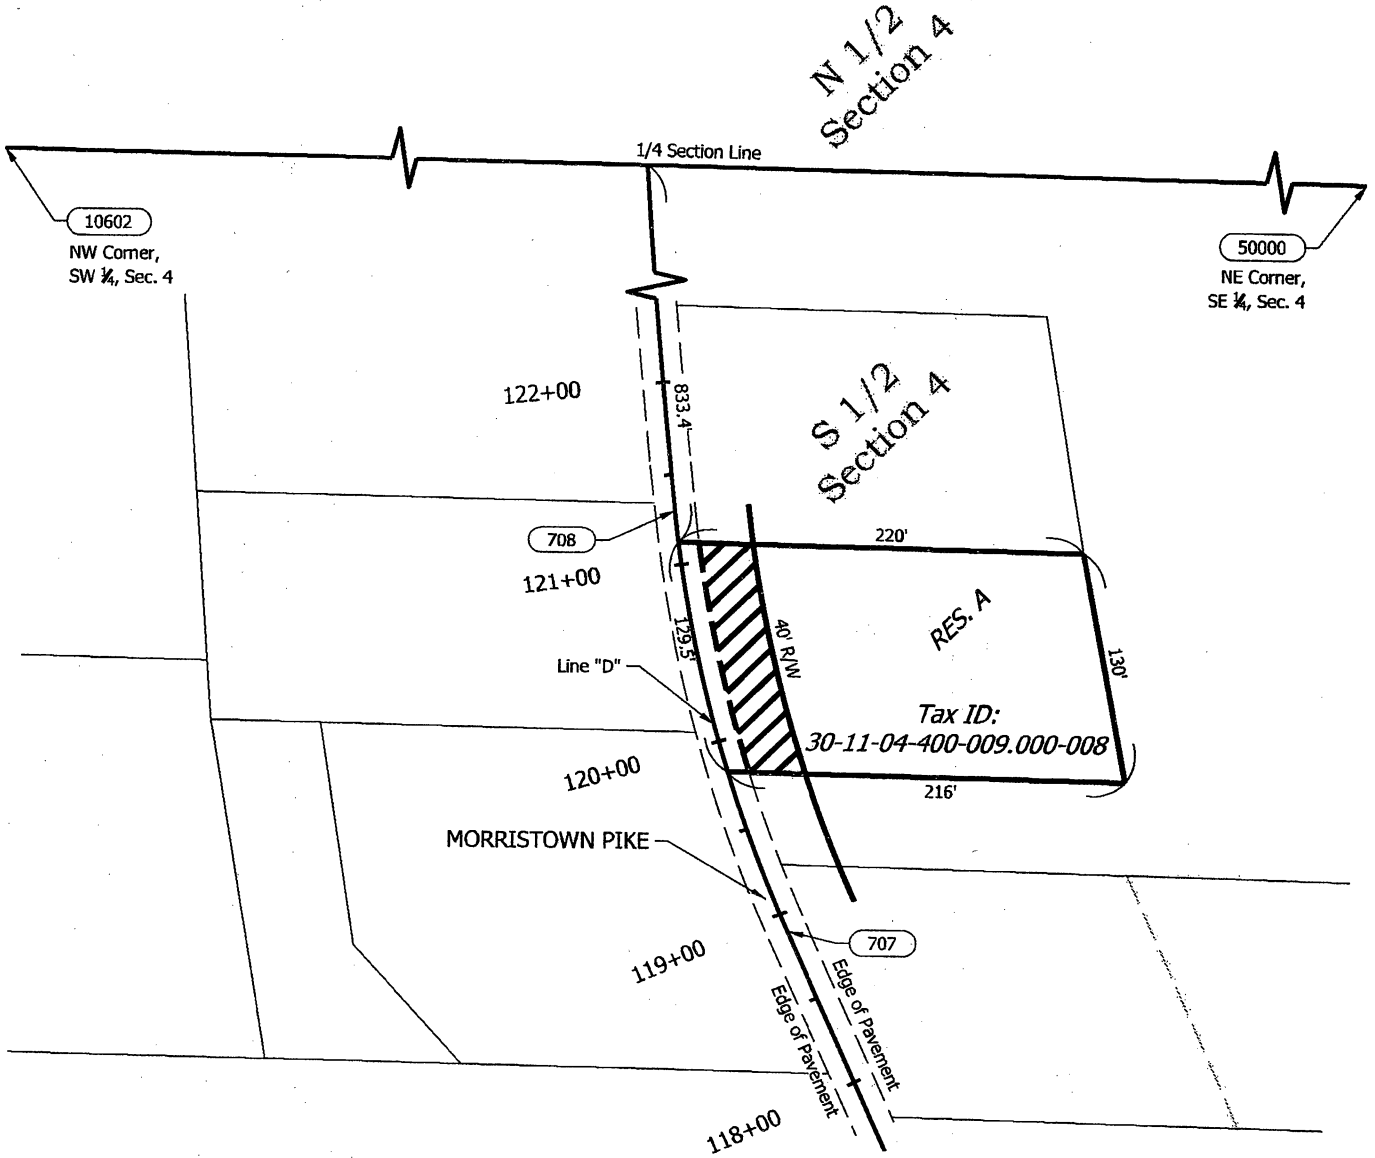 N 1/2
Section 4
1/4 Section Line
10602
NW Corner,
SW ¼, Sec. 4
50000
NE Corner,
SE ¼, Sec. 4
122+00
833.4'
S 1/2
Section 4
708
220'
121+00
129.5'
40' R/W
RES. A
130'
Line "D"
Tax ID:
30-11-04-400-009.000-008
120+00
216'
MORRISTOWN PIKE
707
119+00
Edge of Pavement
Edge of Pavement
118+00